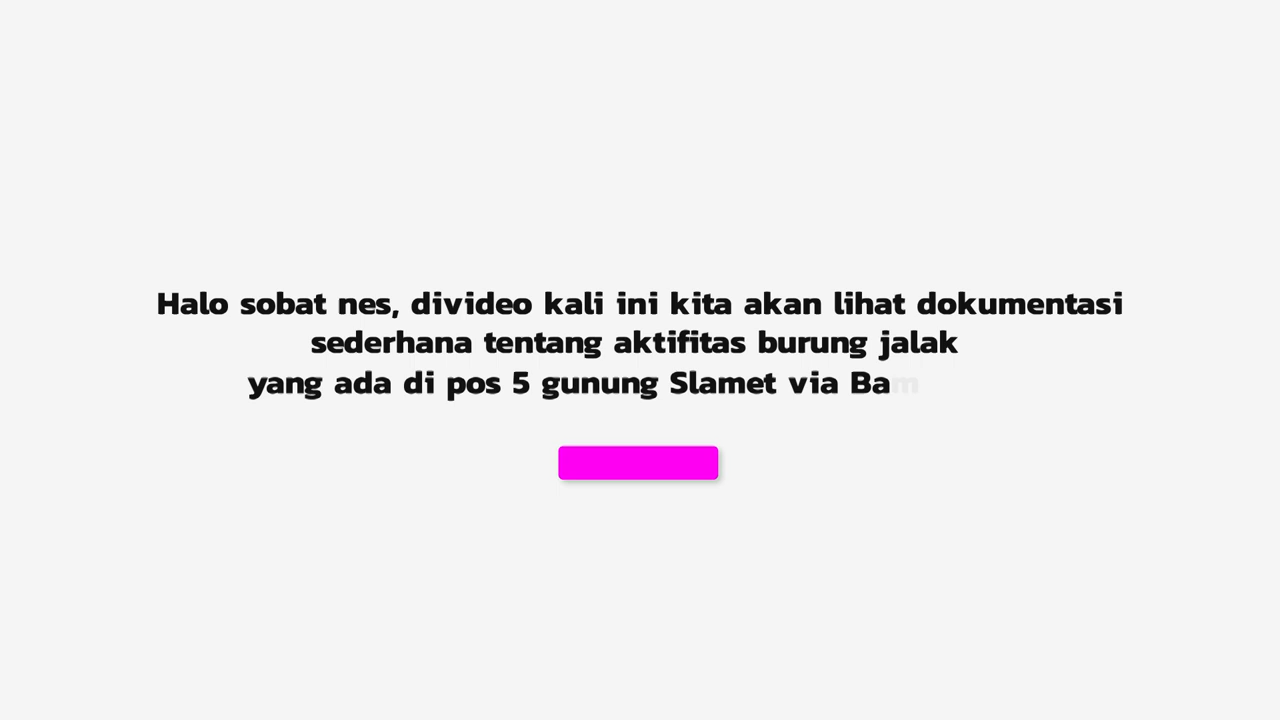 Halo sobat nes, divideo kali ini kita akan lihat dokumentasi
sederhana tentang aktifitas burung jalak
yang ada di pos 5 gunung Slamet via Bam